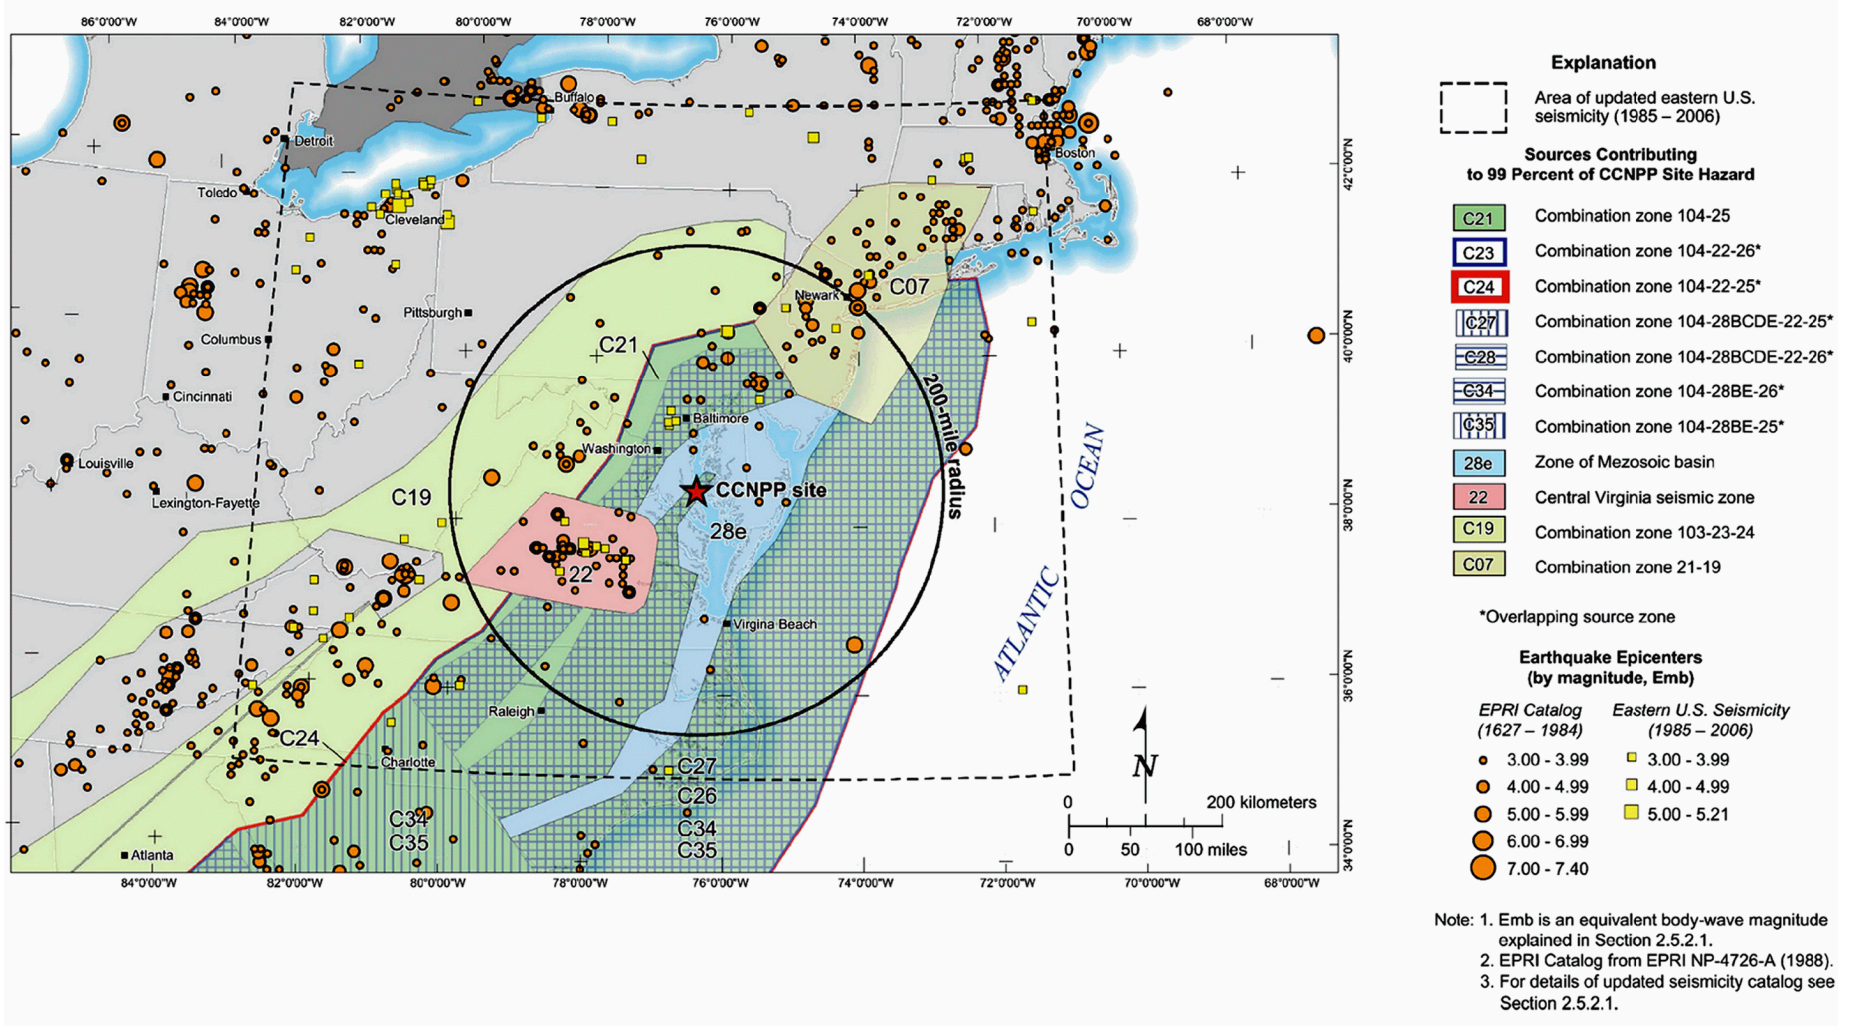 86°0'0"W 84°0'0"W 82°0'0"W 80°0'0"W 78°0'0"W 76°0'0"W 74°0'0"W 72°0'0"W 70°0'0"W 68°0'0"W
Buffalo
Detroit
Boston
42°0'0"N
Toledo
Cleveland
C07
Newark
Pittsburgh
Columbus
40°0'0"N
C21
200-mile radius
Cincinnati
Baltimore
Washington
Louisville
CCNPP site
Lexington-Fayette
C19
38°0'0"N
28e
OCEAN
22
Virgina Beach
ATLANTIC
36°0'0"N
Raleigh
C24
Charlotte
C27
C26
C34
C35
C34
C35
N
0 200 kilometers
0 50 100 miles
Atlanta
34°0'0"N
84°0'0"W 82°0'0"W 80°0'0"W 78°0'0"W 76°0'0"W 74°0'0"W 72°0'0"W 70°0'0"W 68°0'0"W
Explanation
Area of updated eastern U.S.
seismicity (1985 – 2006)
Sources Contributing
to 99 Percent of CCNPP Site Hazard
C21 Combination zone 104-25
C23 Combination zone 104-22-26*
C24 Combination zone 104-22-25*
C27 Combination zone 104-28BCDE-22-25*
C28 Combination zone 104-28BCDE-22-26*
C34 Combination zone 104-28BE-26*
C35 Combination zone 104-28BE-25*
28e Zone of Mezosoic basin
22 Central Virginia seismic zone
C19 Combination zone 103-23-24
C07 Combination zone 21-19
*Overlapping source zone
Earthquake Epicenters
(by magnitude, Emb)
EPRI Catalog Eastern U.S. Seismicity
(1627 – 1984) (1985 – 2006)
3.00 - 3.99 3.00 - 3.99
4.00 - 4.99 4.00 - 4.99
5.00 - 5.99 5.00 - 5.21
6.00 - 6.99
7.00 - 7.40
Note: 1. Emb is an equivalent body-wave magnitude
explained in Section 2.5.2.1.
2. EPRI Catalog from EPRI NP-4726-A (1988).
3. For details of updated seismicity catalog see
Section 2.5.2.1.